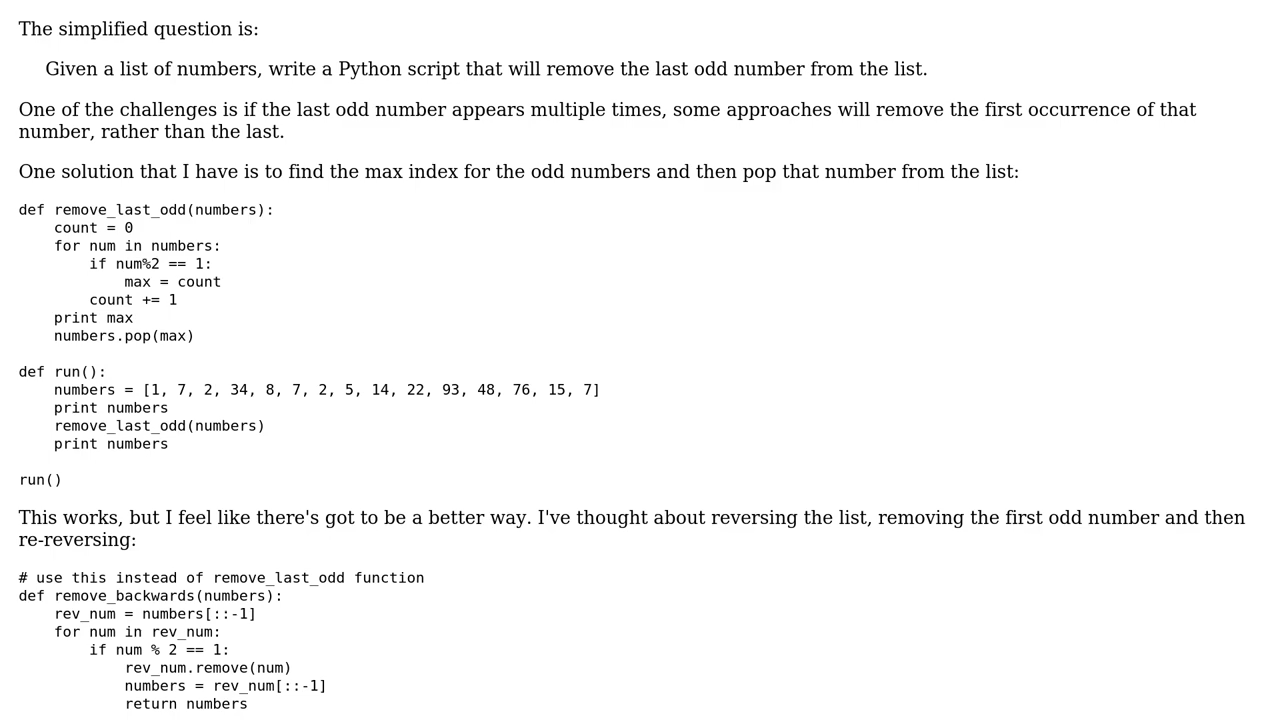 The simplified question is:
Given a list of numbers, write a Python script that will remove the last odd number from the list.
One of the challenges is if the last odd number appears multiple times, some approaches will remove the first occurrence of that
number, rather than the last.
One solution that I have is to find the max index for the odd numbers and then pop that number from the list:
def remove_last_odd(numbers):
    count = 0
    for num in numbers:
        if num%2 == 1:
            max = count
        count += 1
    print max
    numbers.pop(max)

def run():
    numbers = [1, 7, 2, 34, 8, 7, 2, 5, 14, 22, 93, 48, 76, 15, 7]
    print numbers
    remove_last_odd(numbers)
    print numbers

run()
This works, but I feel like there's got to be a better way. I've thought about reversing the list, removing the first odd number and then
re-reversing:
# use this instead of remove_last_odd function
def remove_backwards(numbers):
    rev_num = numbers[::-1]
    for num in rev_num:
        if num % 2 == 1:
            rev_num.remove(num)
            numbers = rev_num[::-1]
            return numbers